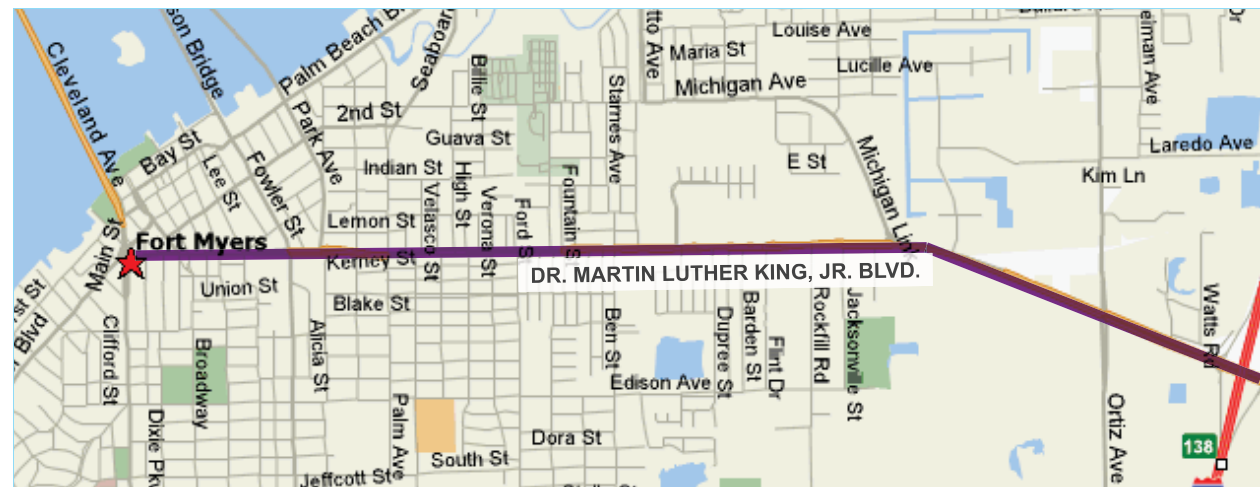 Cleveland Ave
Bridge
Palm Beach
Seaboard
Ave
Louise Ave
Maria St
Lucille Ave
Michigan Ave
Billie St
Starnes Ave
2nd St
Park Ave
Guava St
Bay St
Lee St
Fowler St
Indian St
High St
Fountain St
E St
Michigan Link
Laredo Ave
Kim Ln
Velasco St
Verona St
Ford St
Lemon St
Main St
Fort Myers
Kerney St
DR. MARTIN LUTHER KING, JR. BLVD.
Union St
Blake St
Blvd
Clifford St
Broadway
Alicia St
Ben St
Dupree St
Barden St
Flint Dr
Rockfill Rd
Jacksonville St
Watts Rd
Edison Ave
Ortiz Ave
Dixie
Palm Ave
Dora St
South St
Jeffcott St
138